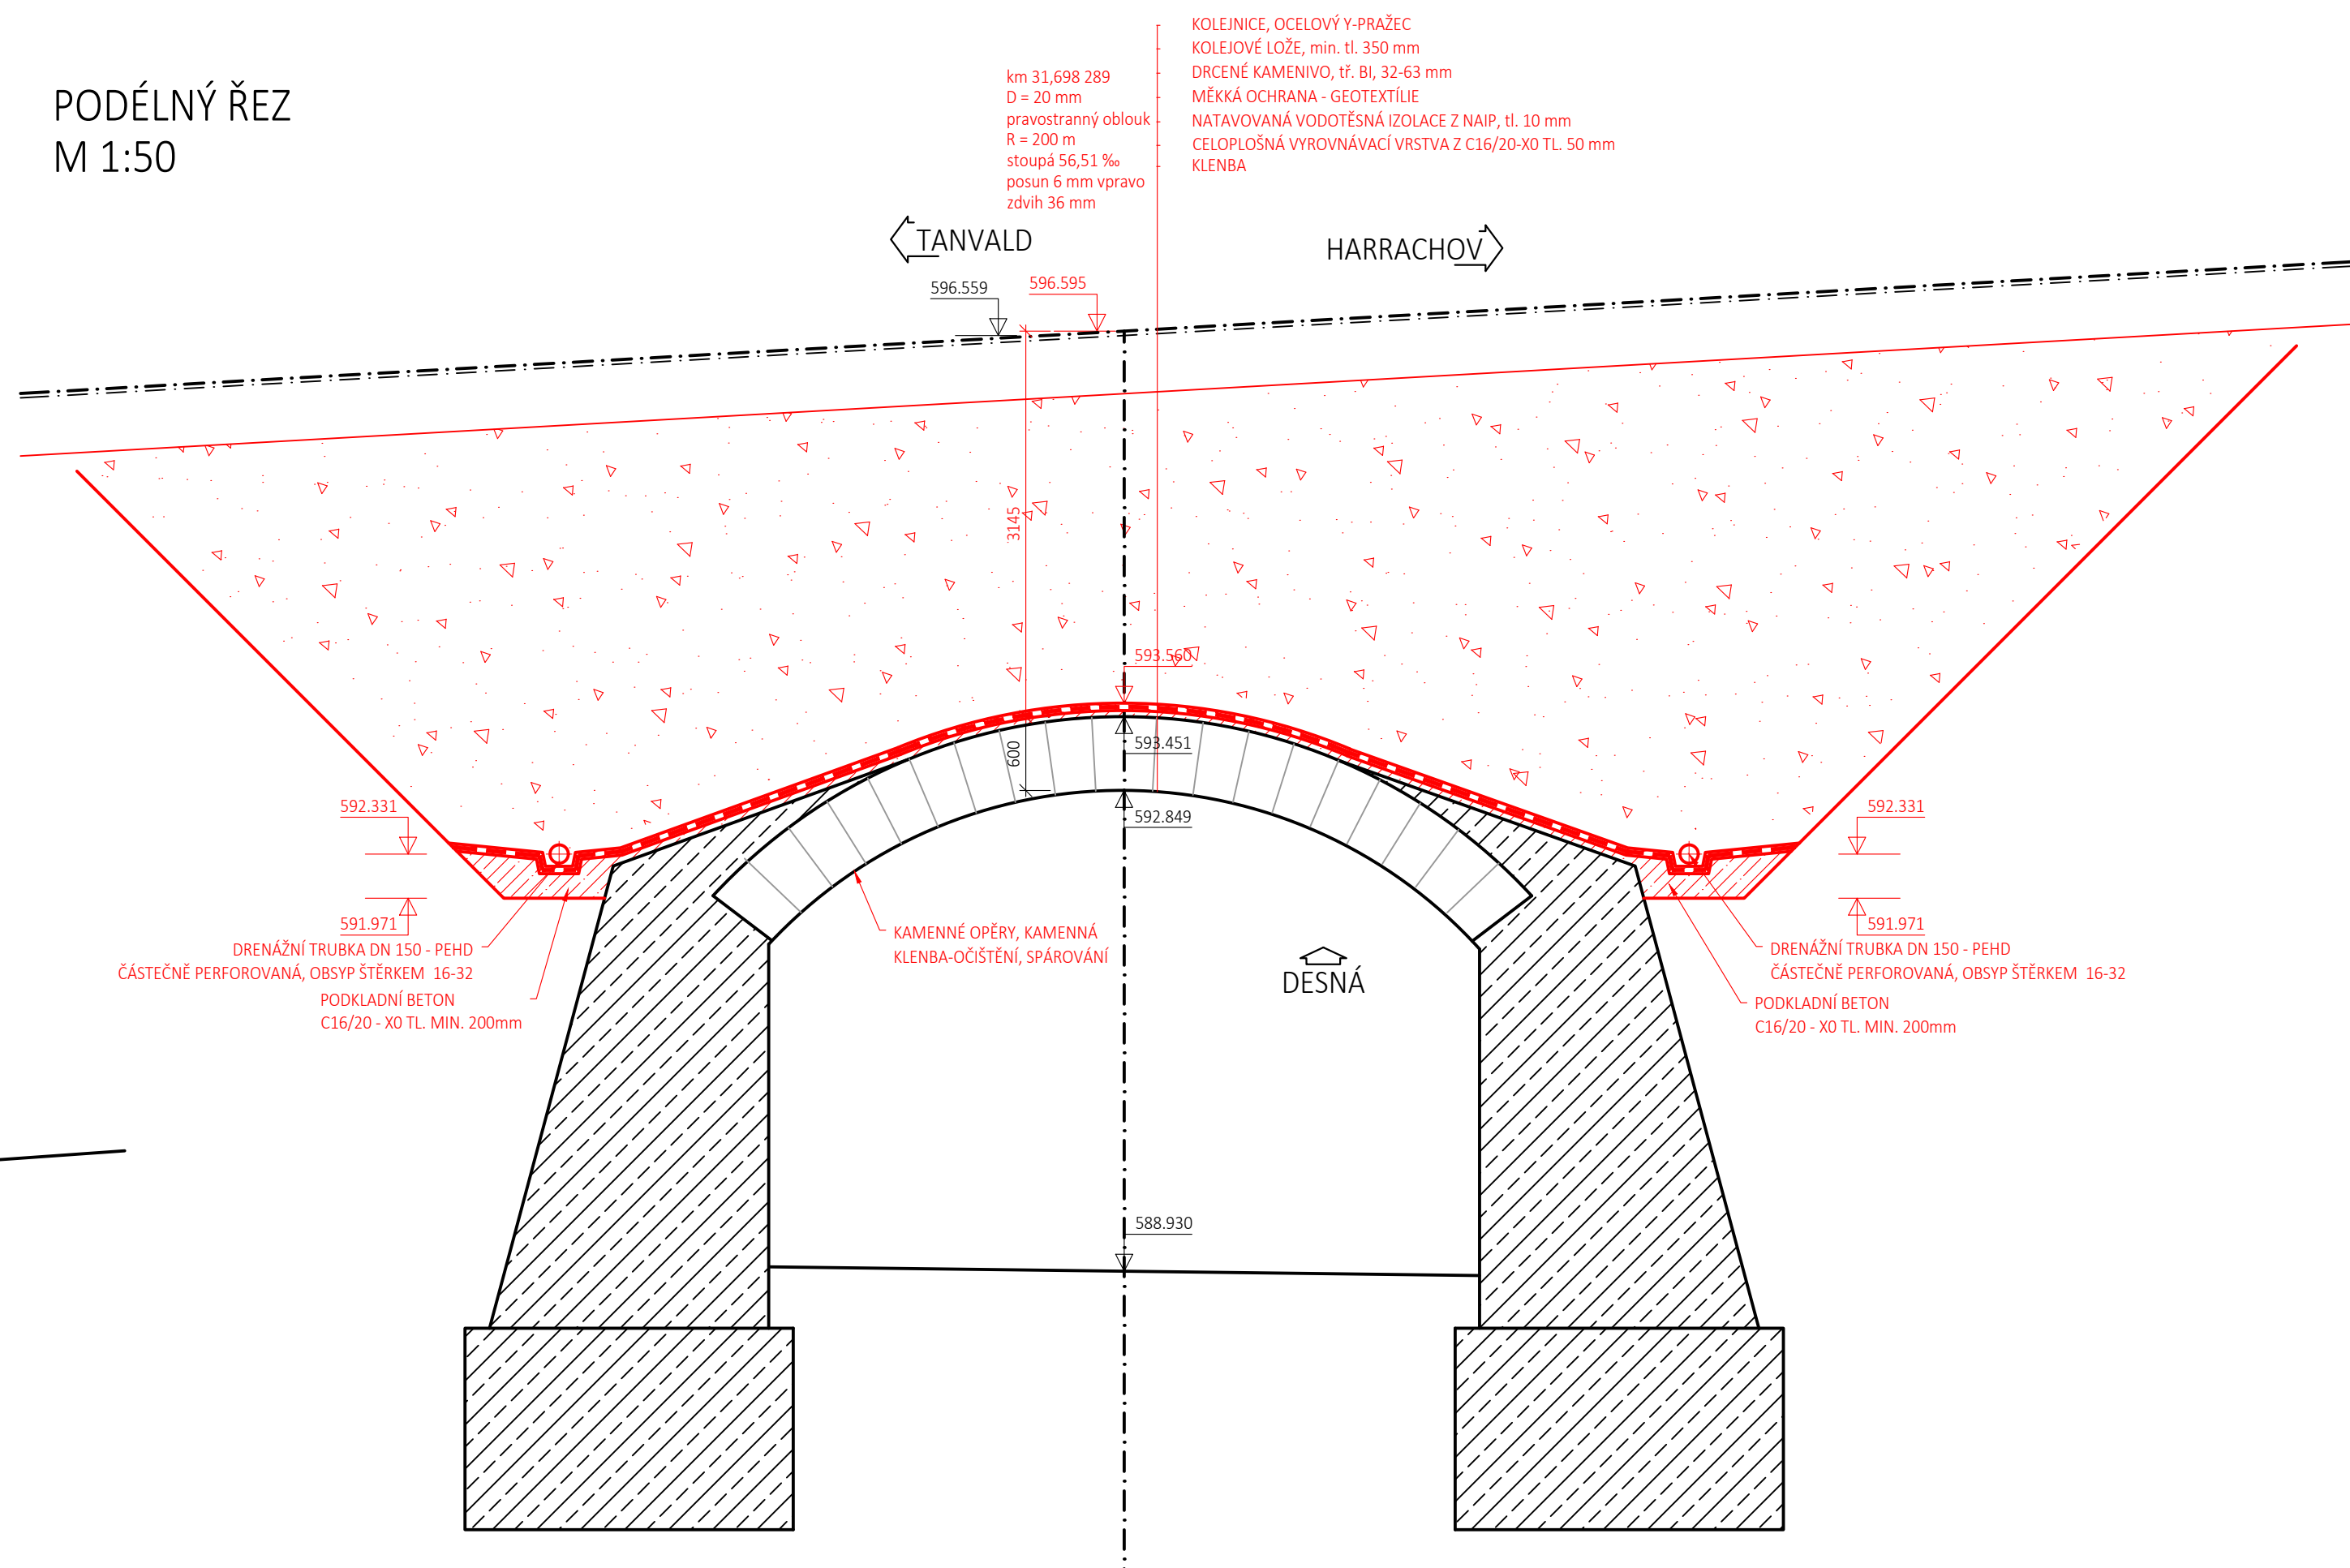 PODÉLNÝ ŘEZ
M 1:50
km 31,698 289
D = 20 mm
pravostranný oblouk
R = 200 m
stoupá 56,51 ‰
posun 6 mm vpravo
zdvih 36 mm
KOLEJNICE, OCELOVÝ Y-PRAŽEC
KOLEJOVÉ LOŽE, min. tl. 350 mm
DRCENÉ KAMENIVO, tř. BI, 32-63 mm
MĚKKÁ OCHRANA - GEOTEXTÍLIE
NATAVOVANÁ VODOTĚSNÁ IZOLACE Z NAIP, tl. 10 mm
CELOPLOŠNÁ VYROVNÁVACÍ VRSTVA Z C16/20-X0 TL. 50 mm
KLENBA
TANVALD
HARRACHOV
596.559
596.595
3145
593.560
593.451
600
592.849
592.331
591.971
DRENÁŽNÍ TRUBKA DN 150 - PEHD
ČÁSTEČNĚ PERFOROVANÁ, OBSYP ŠTĚRKEM 16-32
PODKLADNÍ BETON
C16/20 - X0 TL. MIN. 200mm
KAMENNÉ OPĚRY, KAMENNÁ
KLENBA-OČIŠTĚNÍ, SPÁROVÁNÍ
DESNÁ
592.331
591.971
DRENÁŽNÍ TRUBKA DN 150 - PEHD
ČÁSTEČNĚ PERFOROVANÁ, OBSYP ŠTĚRKEM 16-32
PODKLADNÍ BETON
C16/20 - X0 TL. MIN. 200mm
588.930